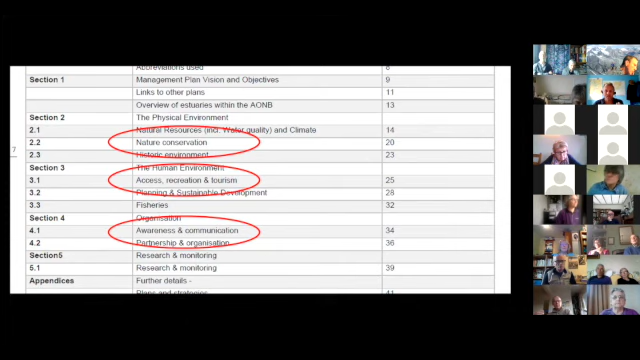 Abbreviations used 8
Section 1 Management Plan Vision and Objectives 9
Links to other plans 11
Overview of estuaries within the AONB 13
Section 2 The Physical Environment
2.1 Natural Resources (incl. Water quality) and Climate 14
2.2 Nature conservation 20
2.3 Historic environment 23
7
Section 3 The Human Environment
3.1 Access, recreation & tourism 25
3.2 Planning & Sustainable Development 28
3.3 Fisheries 32
Section 4 Organisation
4.1 Awareness & communication 34
4.2 Partnership & organisation 36
Section5 Research & monitoring
5.1 Research & monitoring 39
Appendices Further details -
Plans and strategies 41